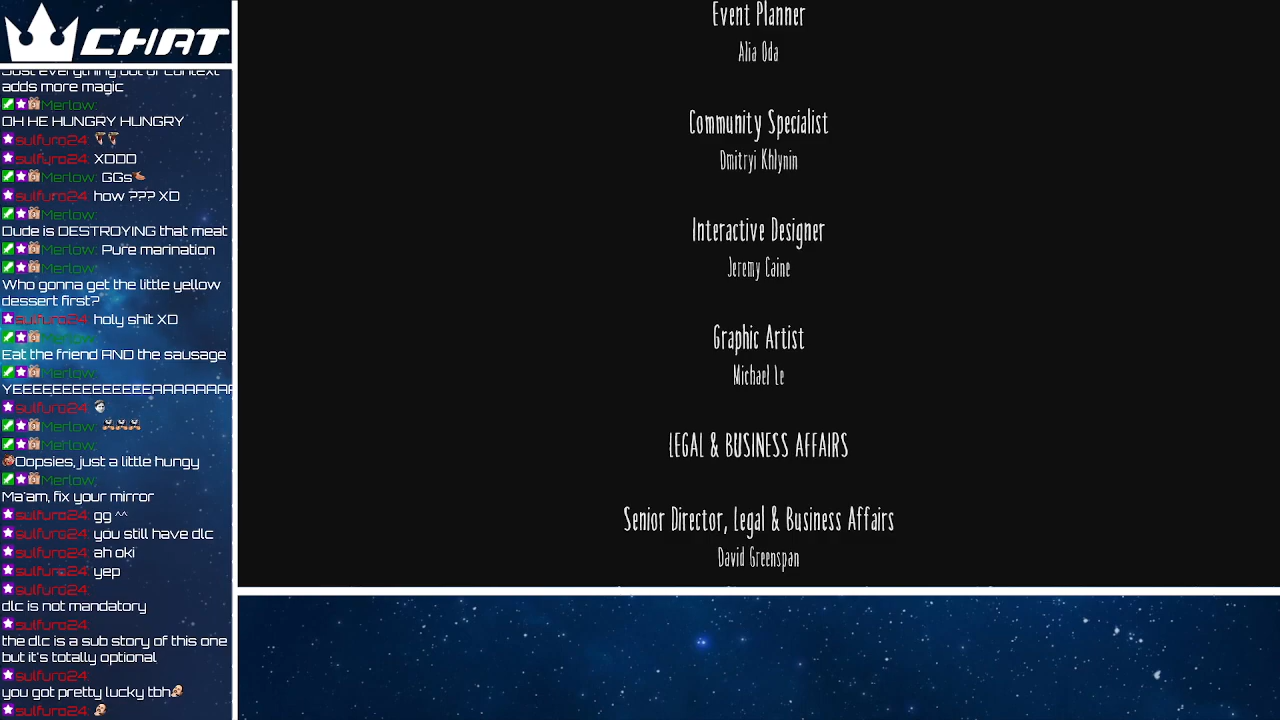 CHAT
Just everything out of context
adds more magic
Merlow:
OH HE HUNGRY HUNGRY
sulfuro24:
sulfuro24: XDDD
Merlow: GGs
sulfuro24: how ??? XD
Merlow:
Dude is DESTROYING that meat
Merlow: Pure marination
Merlow:
Who gonna get the little yellow
dessert first?
sulfuro24: holy shit XD
Merlow:
Eat the friend AND the sausage
Merlow:
sulfuro24:
Merlow:
Merlow:
Oopsies, just a little hungy
Merlow:
Ma'am, fix your mirror
sulfuro24: gg ^^
sulfuro24: you still have dlc
sulfuro24: ah oki
sulfuro24: yep
sulfuro24:
dlc is not mandatory
sulfuro24:
the dlc is a sub story of this one
but it's totally optional
sulfuro24:
you got pretty lucky tbh
sulfuro24:
Event Planner
Alia Oda
Community Specialist
Dmitryi Khlynin
Interactive Designer
Jeremy Caine
Graphic Artist
Michael Le
LEGAL & BUSINESS AFFAIRS
Senior Director, Legal & Business Affairs
David Greenspan